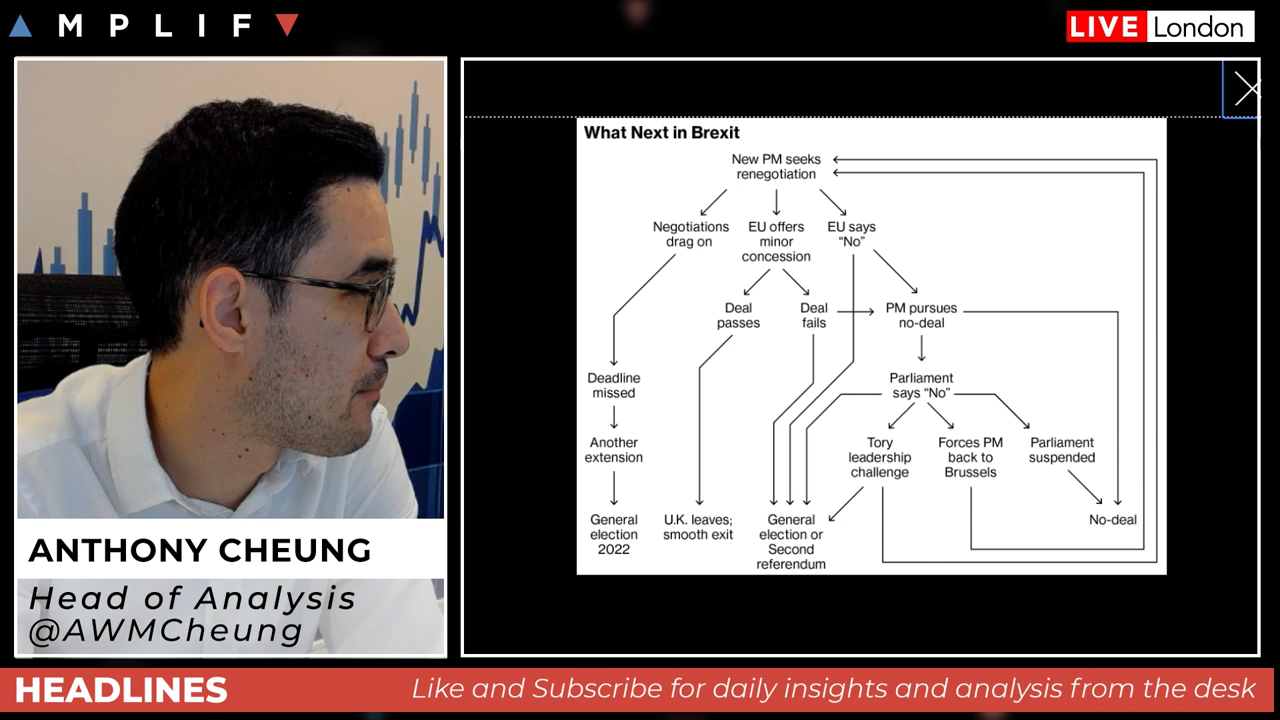 MPLIF
LIVE London
What Next in Brexit
New PM seeks
renegotiation
Negotiations
drag on
EU offers
minor
concession
EU says
“No”
Deal
passes
Deal
fails
PM pursues
no-deal
Deadline
missed
Parliament
says “No”
Another
extension
Tory
leadership
challenge
Forces PM
back to
Brussels
Parliament
suspended
General
election
2022
U.K. leaves;
smooth exit
General
election or
Second
referendum
No-deal
ANTHONY CHEUNG
Head of Analysis
@AWMCheung
HEADLINES
Like and Subscribe for daily insights and analysis from the desk